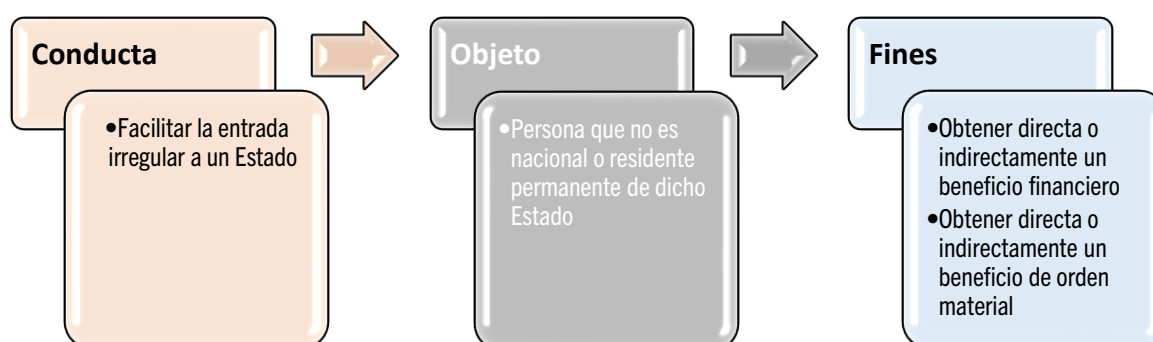 Conducta
•Facilitar la entrada
irregular a un Estado
Objeto
•Persona que no es
nacional o residente
permanente de dicho
Estado
Fines
•Obtener directa o
indirectamente un
beneficio financiero
•Obtener directa o
indirectamente un
beneficio de orden
material